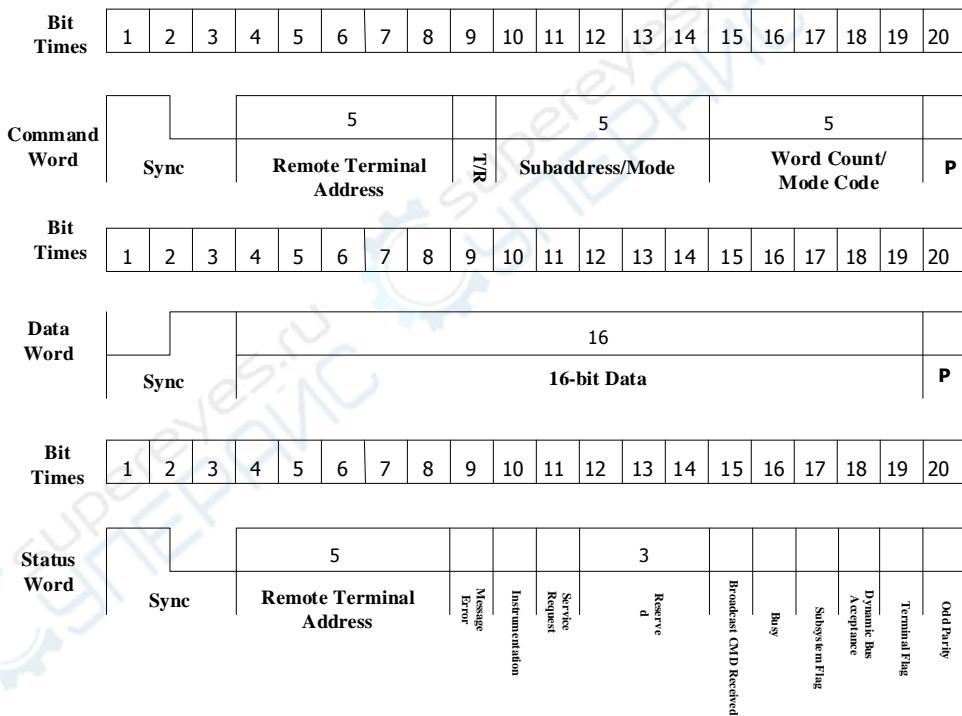 Bit
Times
1 2 3 4 5 6 7 8 9 10 11 12 13 14 15 16 17 18 19 20
Command
Word
5 5 5
Sync
Remote Terminal
Address
T/R
Subaddress/Mode
Word Count/
Mode Code
P
Bit
Times
1 2 3 4 5 6 7 8 9 10 11 12 13 14 15 16 17 18 19 20
Data
Word
16
Sync
16-bit Data
P
Bit
Times
1 2 3 4 5 6 7 8 9 10 11 12 13 14 15 16 17 18 19 20
Status
Word
5 3
Sync
Remote Terminal
Address
Message
Error
Instrumentation
Service
Request
Reserve
d
Broadcast CMD Received
Busy
Subsystem Flag
Dynamic Bus
Acceptance
Terminal Flag
Odd Parity
supereyes.ru
СУПЕРАЙС
supereyes.ru
СУПЕРАЙС